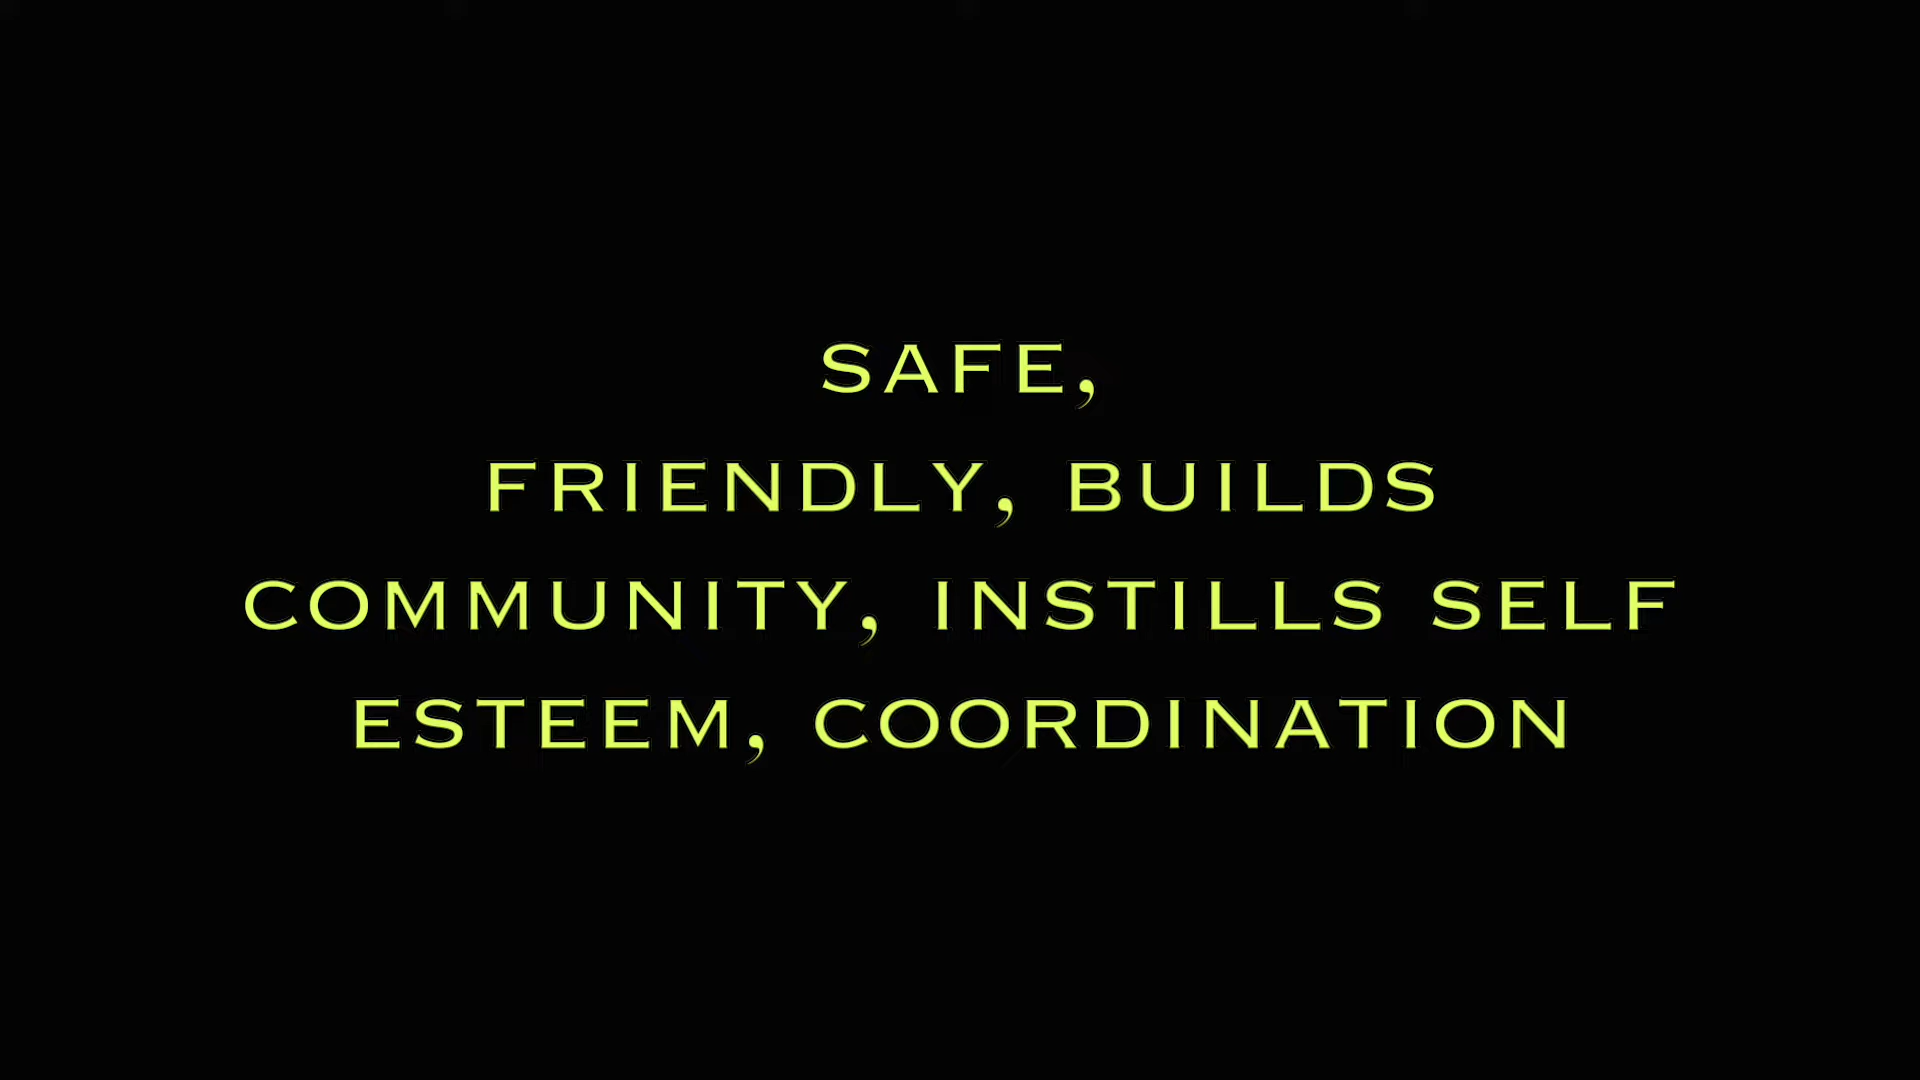 SAFE,
FRIENDLY, BUILDS
COMMUNITY, INSTILLS SELF
ESTEEM, COORDINATION